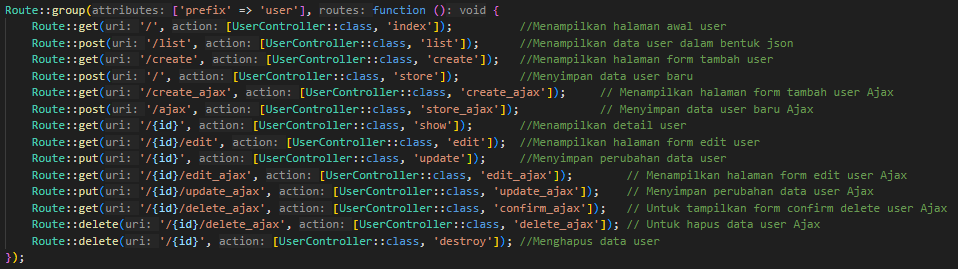 Route::group(attributes: ['prefix' => 'user'], routes: function (): void {
    Route::get(uri: '/', action: [UserController::class, 'index']);          //Menampilkan halaman awal user
    Route::post(uri: '/list', action: [UserController::class, 'list']);      //Menampilkan data user dalam bentuk json
    Route::get(uri: '/create', action: [UserController::class, 'create']);   //Menampilkan halaman form tambah user
    Route::post(uri: '/', action: [UserController::class, 'store']);         //Menyimpan data user baru
    Route::get(uri: '/create_ajax', action: [UserController::class, 'create_ajax']);     // Menampilkan halaman form tambah user Ajax
    Route::post(uri: '/ajax', action: [UserController::class, 'store_ajax']);            // Menyimpan data user baru Ajax
    Route::get(uri: '/{id}', action: [UserController::class, 'show']);       //Menampilkan detail user
    Route::get(uri: '/{id}/edit', action: [UserController::class, 'edit']);  //Menampilkan halaman form edit user
    Route::put(uri: '/{id}', action: [UserController::class, 'update']);     //Menyimpan perubahan data user
    Route::get(uri: '/{id}/edit_ajax', action: [UserController::class, 'edit_ajax']);        // Menampilkan halaman form edit user Ajax
    Route::put(uri: '/{id}/update_ajax', action: [UserController::class, 'update_ajax']);    // Menyimpan perubahan data user Ajax
    Route::get(uri: '/{id}/delete_ajax', action: [UserController::class, 'confirm_ajax']);   // Untuk tampilkan form confirm delete user Ajax
    Route::delete(uri: '/{id}/delete_ajax', action: [UserController::class, 'delete_ajax']); // Untuk hapus data user Ajax
    Route::delete(uri: '/{id}', action: [UserController::class, 'destroy']); //Menghapus data user
});